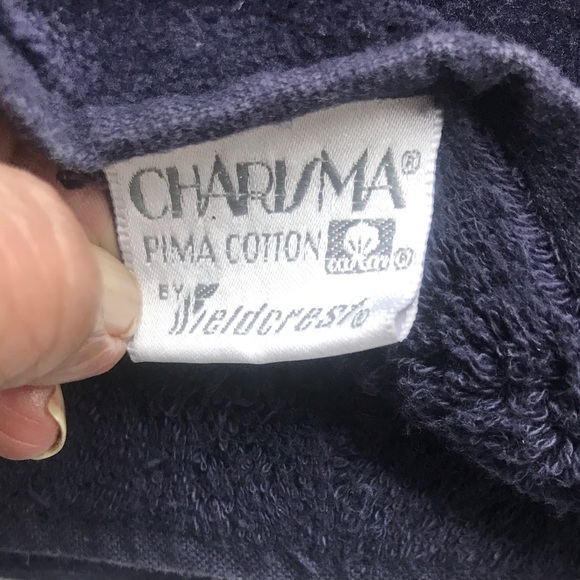 CHARISMA®
PIMA COTTON ®
BY
Fieldcrest®